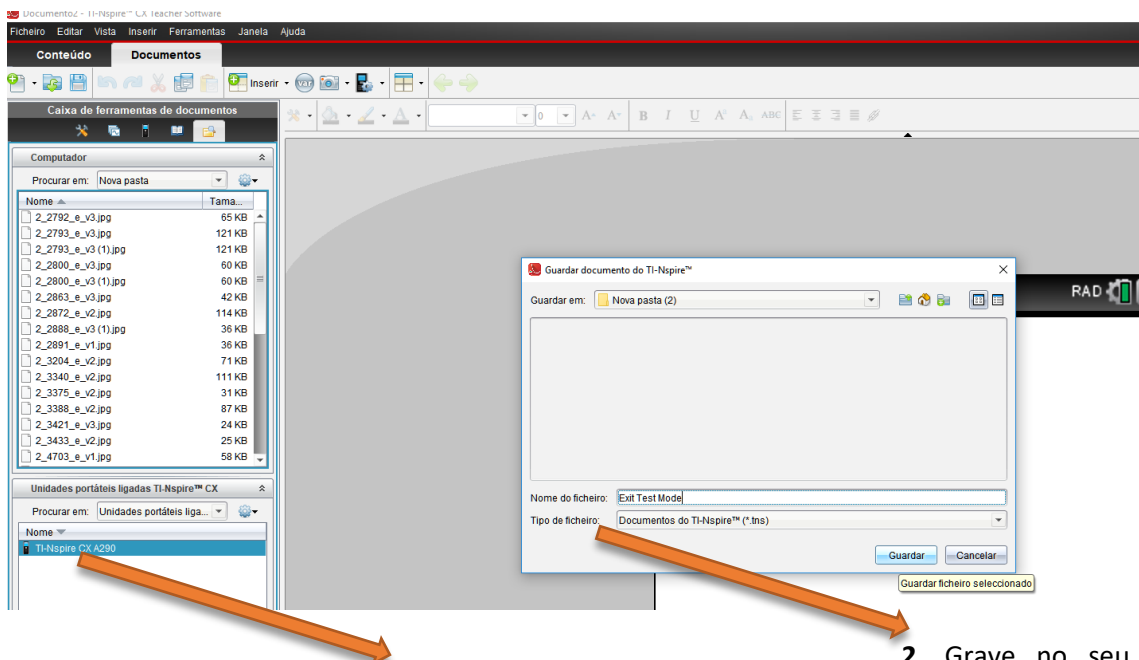 Documento2 - TI-Nspire™ CX Teacher Software
Ficheiro Editar Vista Inserir Ferramentas Janela Ajuda
Conteúdo Documentos
Inserir
Caixa de ferramentas de documentos
0 B I U ABC
Computador
Procurar em: Nova pasta
Nome Tama...
2_2792_e_v3.jpg 65 KB
2_2793_e_v3.jpg 121 KB
2_2793_e_v3 (1).jpg 121 KB
2_2800_e_v3.jpg 60 KB
2_2800_e_v3 (1).jpg 60 KB
2_2863_e_v3.jpg 42 KB
2_2872_e_v2.jpg 114 KB
2_2888_e_v3 (1).jpg 36 KB
2_2891_e_v1.jpg 36 KB
2_3204_e_v2.jpg 71 KB
2_3340_e_v2.jpg 111 KB
2_3375_e_v2.jpg 31 KB
2_3388_e_v2.jpg 87 KB
2_3421_e_v3.jpg 24 KB
2_3433_e_v2.jpg 25 KB
2_4703_e_v1.jpg 58 KB
Unidades portáteis ligadas TI-Nspire™ CX
Procurar em: Unidades portáteis liga...
Nome
TI-Nspire CX A290
Guardar documento do TI-Nspire™
Guardar em: Nova pasta (2)
RAD
Nome do ficheiro: Exit Test Mode
Tipo de ficheiro: Documentos do TI-Nspire™ (*.tns)
Guardar Cancelar
Guardar ficheiro seleccionado
2. Grave no seu